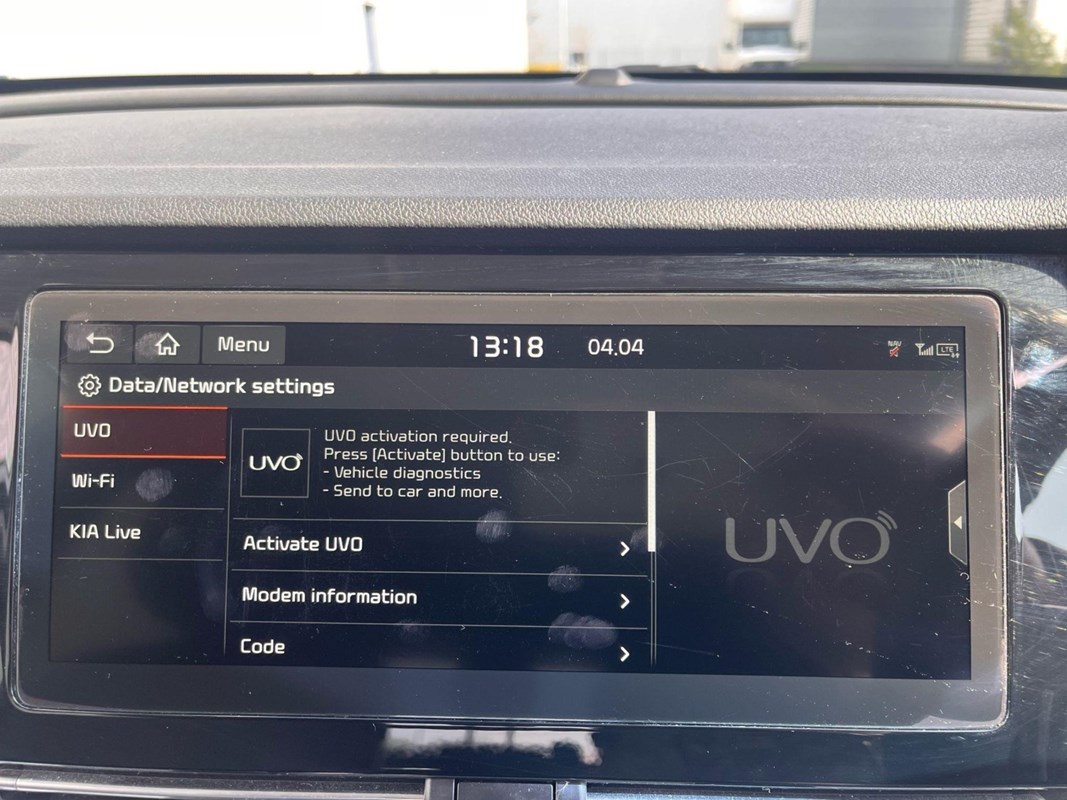 Menu
13:18
04.04
NAV
LTE
Data/Network settings
UVO
Wi-Fi
KIA Live
UVO
UVO activation required.
Press [Activate] button to use:
- Vehicle diagnostics
- Send to car and more.
Activate UVO
Modem information
Code
UVO